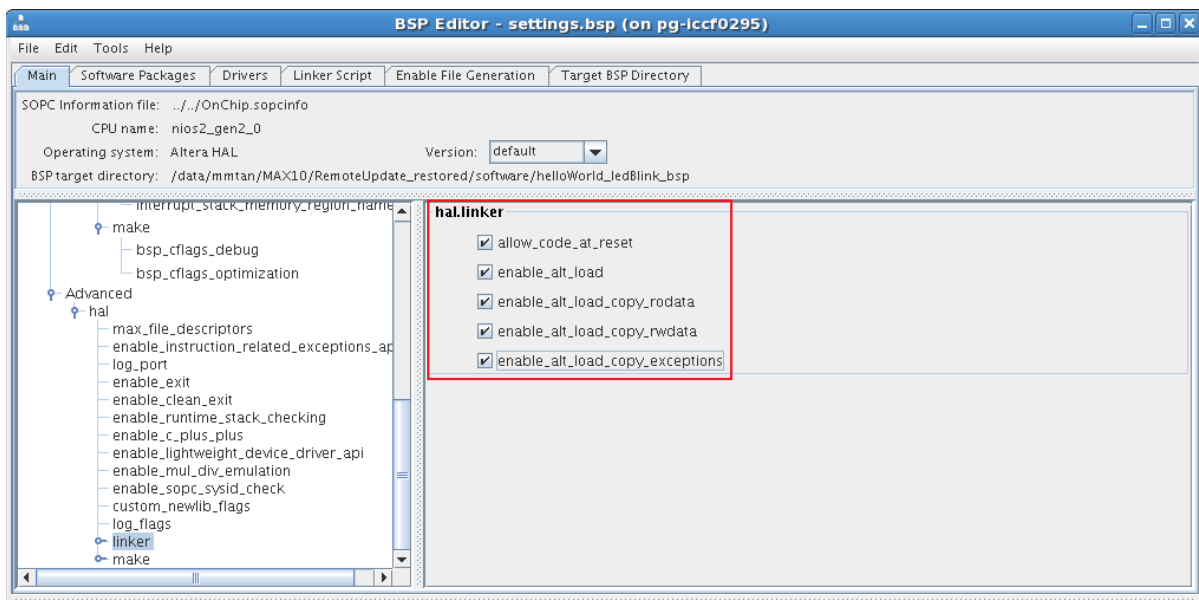 BSP Editor - settings.bsp (on pg-iccf0295)
File Edit Tools Help
Main Software Packages Drivers Linker Script Enable File Generation Target BSP Directory
SOPC Information file: ../../OnChip.sopcinfo
CPU name: nios2_gen2_0
Operating system: Altera HAL Version: default
BSP target directory: /data/mmtan/MAX10/RemoteUpdate_restored/software/helloWorld_ledBlink_bsp
interrupt_stack_memory_region_name
make
bsp_cflags_debug
bsp_cflags_optimization
Advanced
hal
max_file_descriptors
enable_instruction_related_exceptions_ap
log_port
enable_exit
enable_clean_exit
enable_runtime_stack_checking
enable_c_plus_plus
enable_lightweight_device_driver_api
enable_mul_div_emulation
enable_sopc_sysid_check
custom_newlib_flags
log_flags
linker
make
hal.linker
allow_code_at_reset
enable_alt_load
enable_alt_load_copy_rodata
enable_alt_load_copy_rwdata
enable_alt_load_copy_exceptions